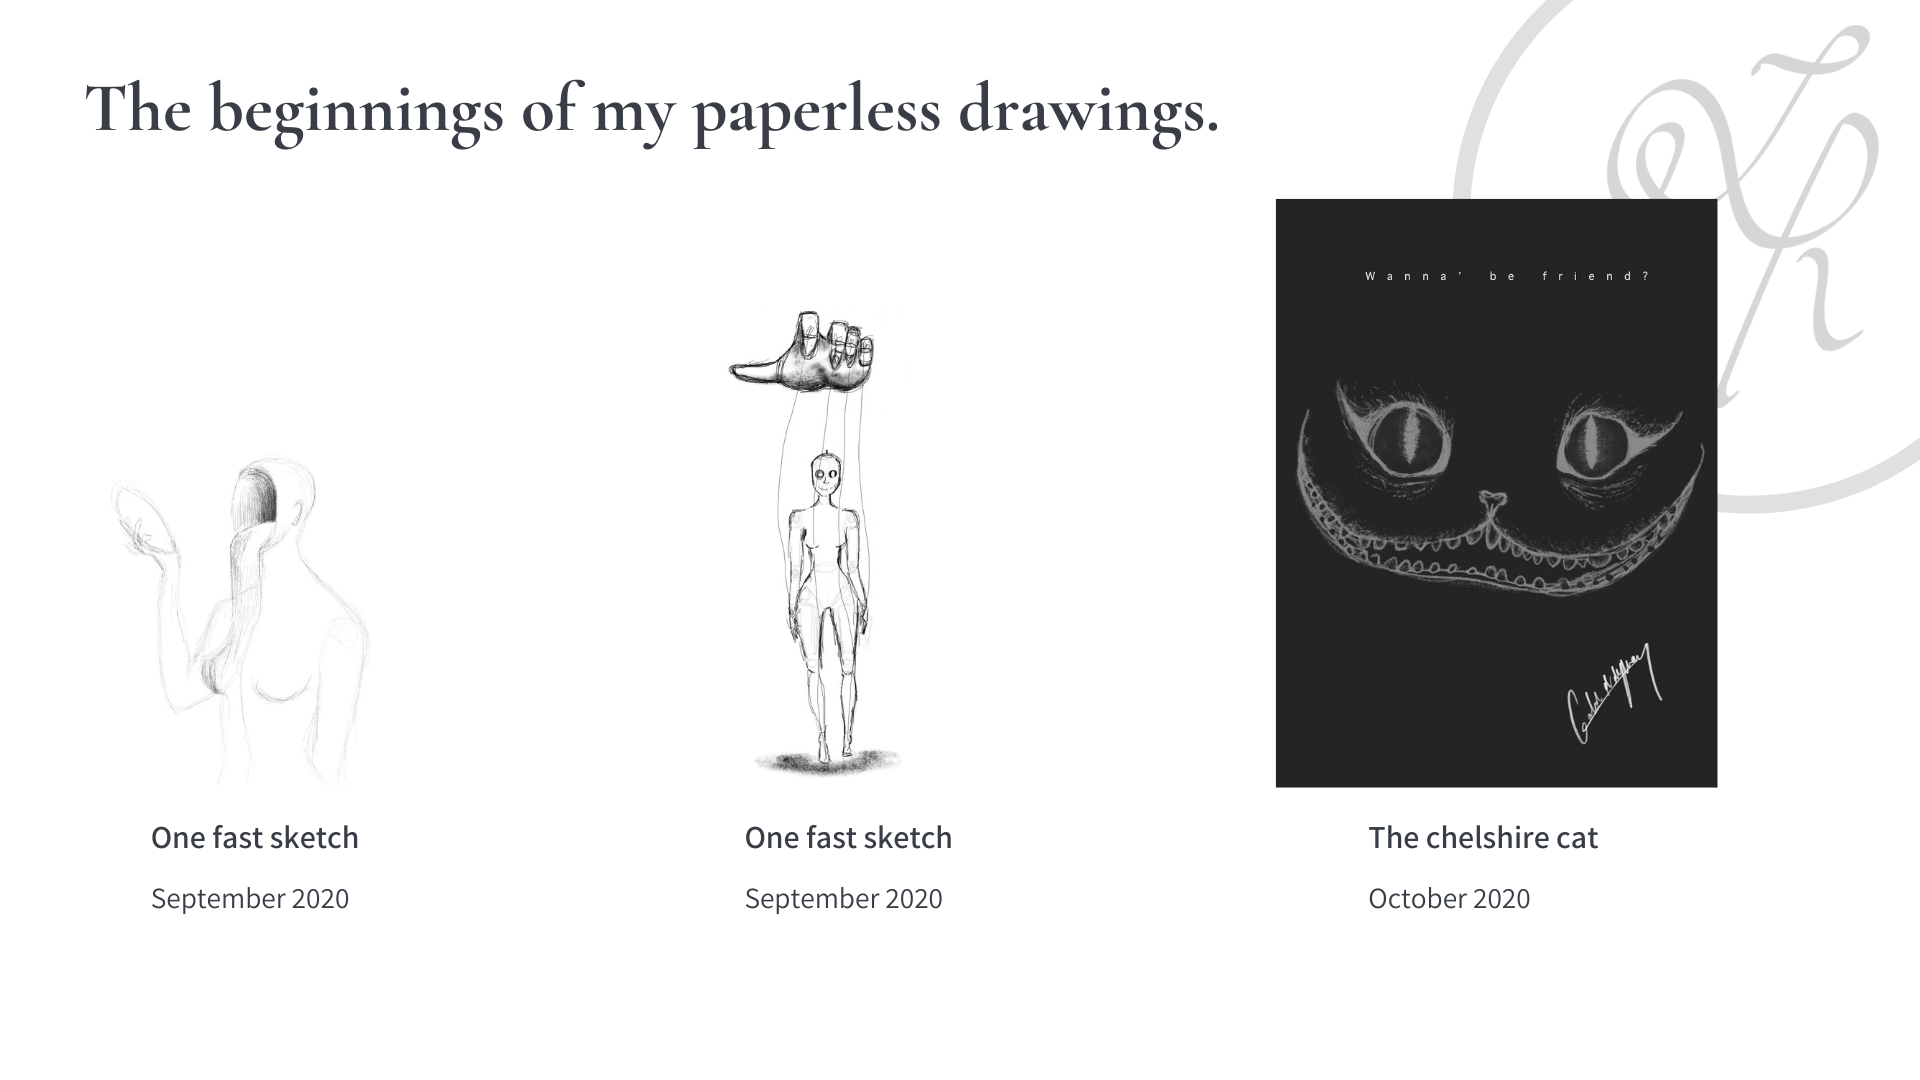 The beginnings of my paperless drawings.
Wanna' be friend?
One fast sketch
September 2020
One fast sketch
September 2020
The chelshire cat
October 2020